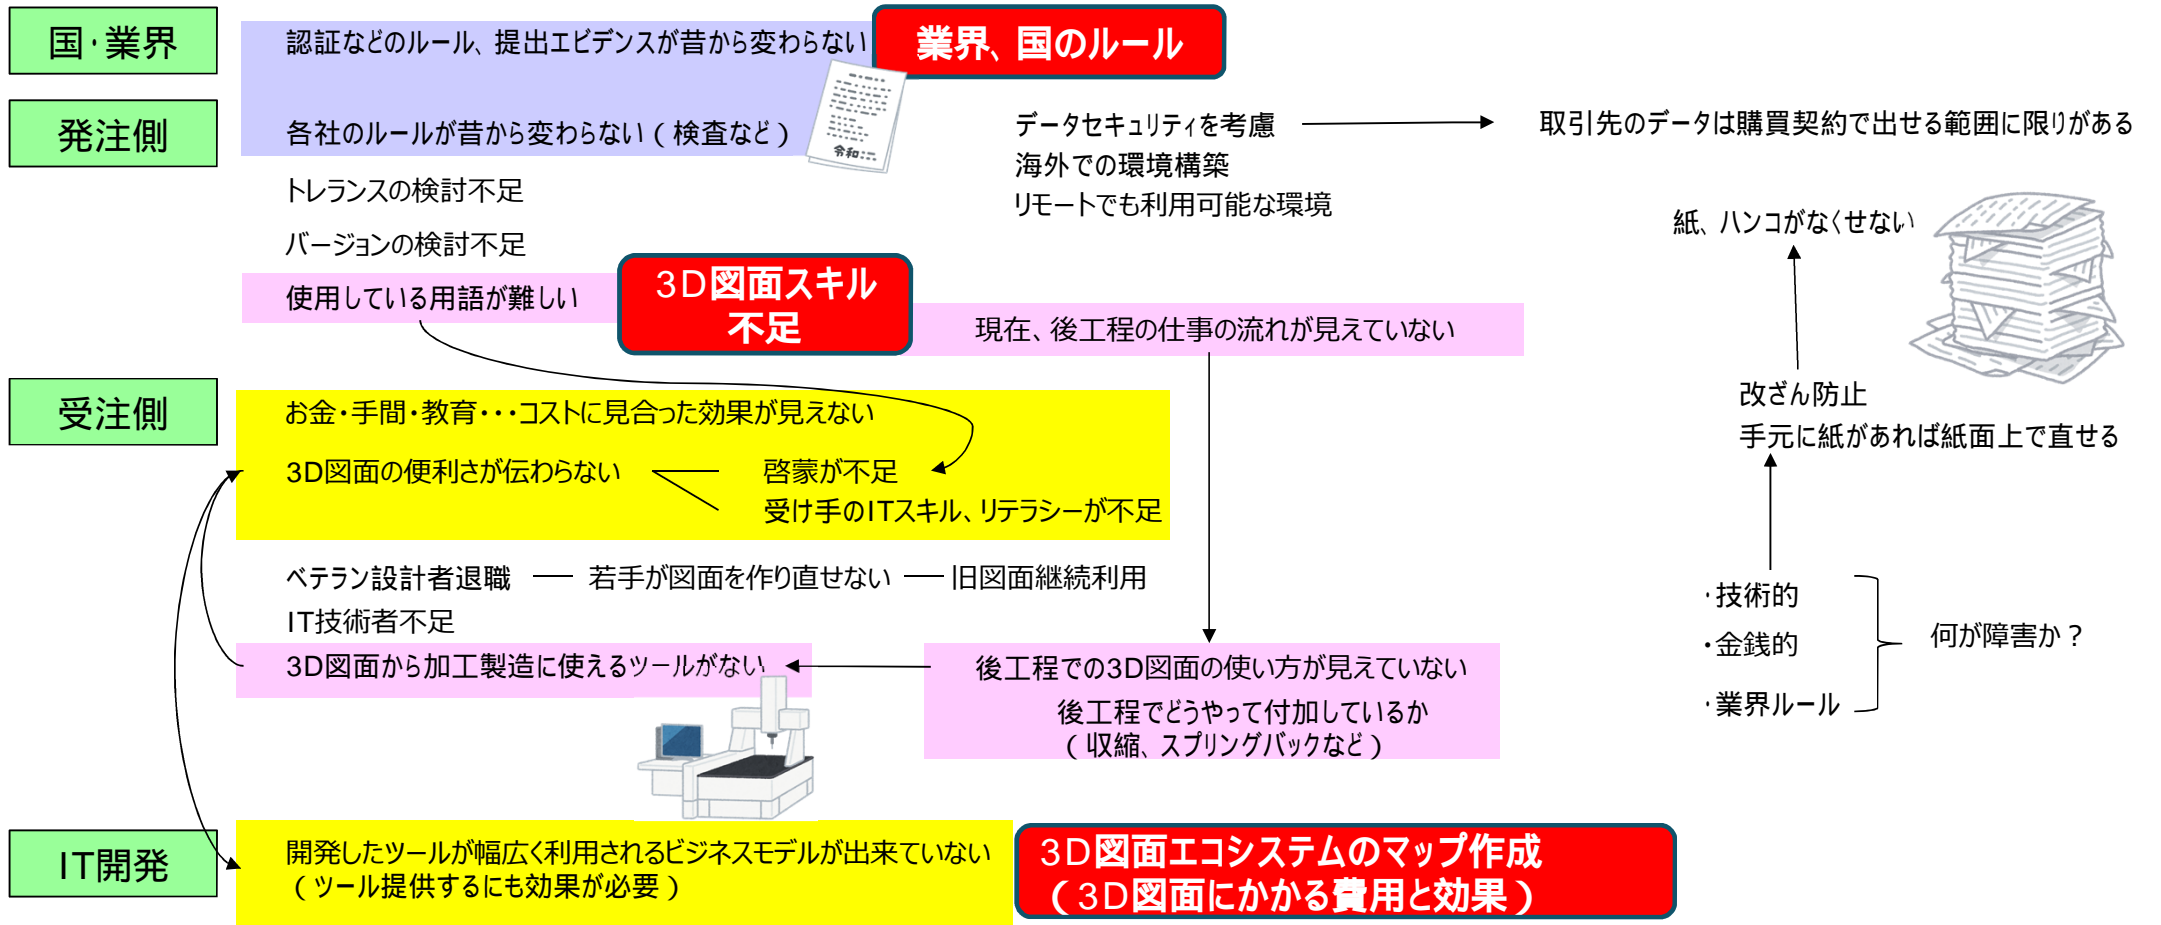 国・業界
認証などのルール、提出エビデンスが昔から変わらない
業界、国のルール
発注側
各社のルールが昔から変わらない（検査など）
令和
データセキュリティを考慮
取引先のデータは購買契約で出せる範囲に限りがある
海外での環境構築
リモートでも利用可能な環境
トレランスの検討不足
バージョンの検討不足
使用している用語が難しい
3D図面スキル
不足
現在、後工程の仕事の流れが見えていない
紙、ハンコがなくせない
改ざん防止
手元に紙があれば紙面上で直せる
受注側
お金・手間・教育・・・コストに見合った効果が見えない
3D図面の便利さが伝わらない
啓蒙が不足
受け手のITスキル、リテラシーが不足
ベテラン設計者退職
若手が図面を作り直せない
旧図面継続利用
IT技術者不足
3D図面から加工製造に使えるツールがない
後工程での3D図面の使い方が見えていない
後工程でどうやって付加しているか
（収縮、スプリングバックなど）
・技術的
・金銭的
・業界ルール
何が障害か？
IT開発
開発したツールが幅広く利用されるビジネスモデルが出来ていない
（ツール提供するにも効果が必要）
3D図面エコシステムのマップ作成
（3D図面にかかる費用と効果）